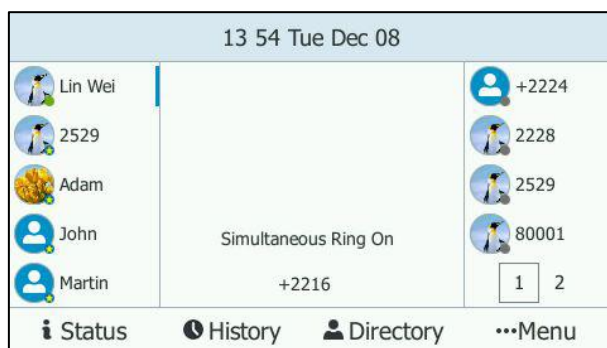 13 54 Tue Dec 08
Lin Wei
2529
Adam
John
Martin
Simultaneous Ring On
+2216
+2224
2228
2529
80001
1 2
Status History Directory Menu